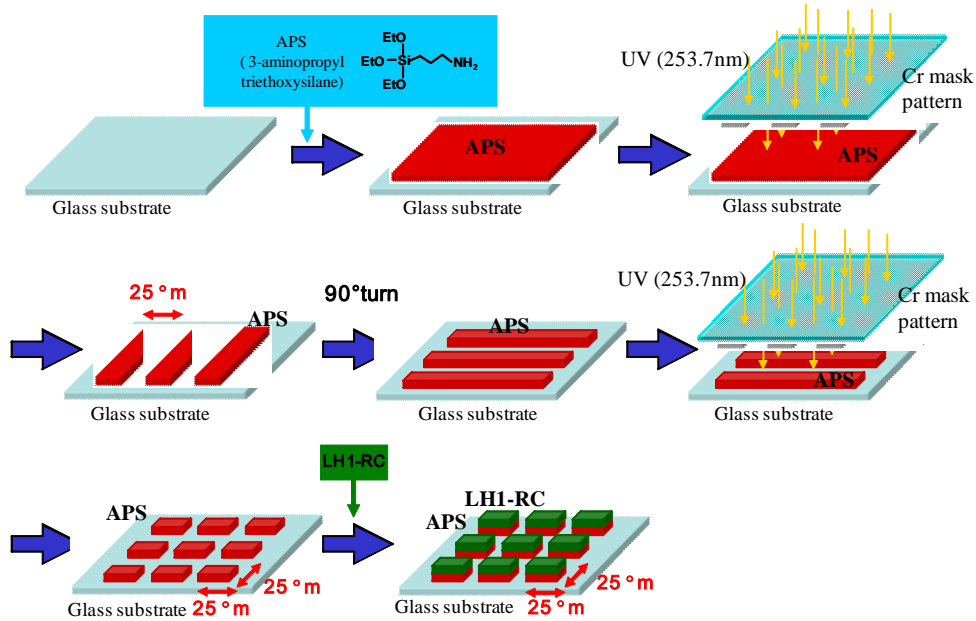 APS
( 3-aminopropyl
triethoxysilane)
EtO
EtO-Si NH2
EtO
UV (253.7nm)
Cr mask
pattern
APS
APS
Glass substrate
Glass substrate
Glass substrate
25 ° m
APS
90°turn
APS
UV (253.7nm)
Cr mask
pattern
APS
Glass substrate
Glass substrate
Glass substrate
LH1-RC
APS
LH1-RC
APS
25 ° m
25 ° m
25 ° m
25 ° m
Glass substrate
Glass substrate